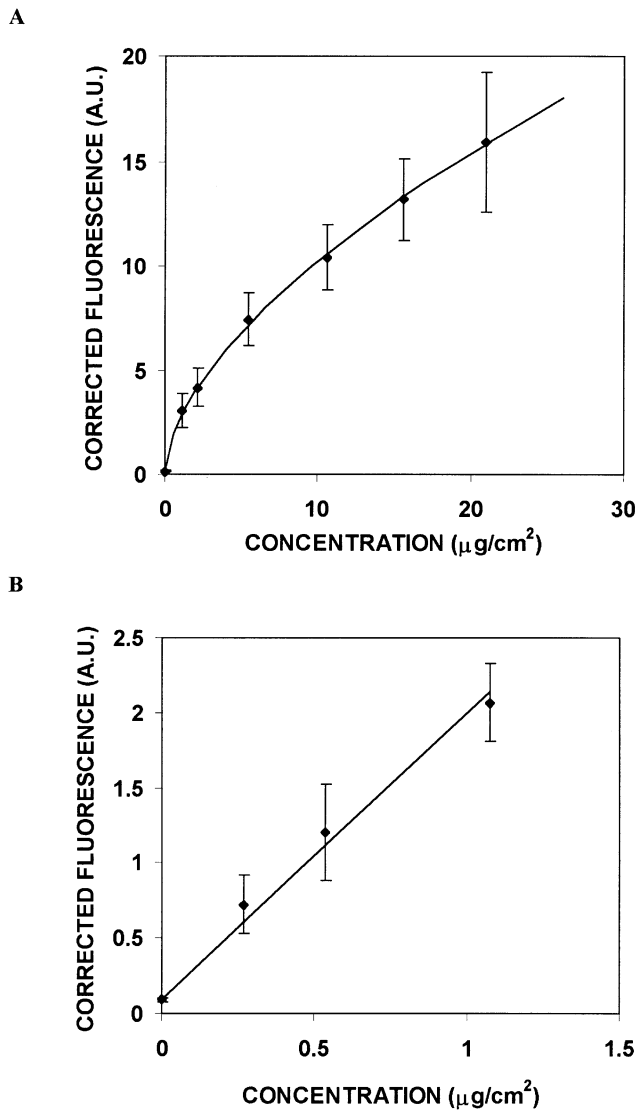 A
20
15
10
5
0
0 10 20 30
CORRECTED FLUORESCENCE (A.U.)
CONCENTRATION (μg/cm²)
B
2.5
2
1.5
1
0.5
0
0 0.5 1 1.5
CORRECTED FLUORESCENCE (A.U.)
CONCENTRATION (μg/cm²)